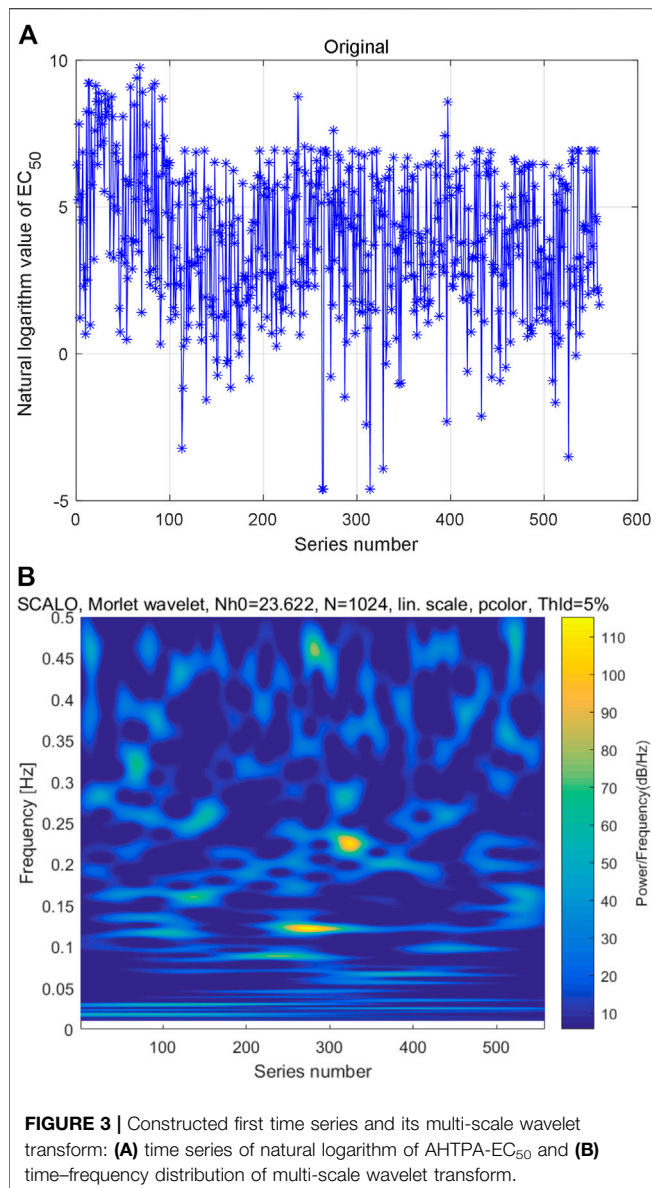 A
Original
Natural logarithm value of EC50
10
5
0
-5
0 100 200 300 400 500 600
Series number
B
SCALO, Morlet wavelet, Nh0=23.622, N=1024, lin. scale, pcolor, Thld=5%
Frequency [Hz]
0.5
0.45
0.4
0.35
0.3
0.25
0.2
0.15
0.1
0.05
0
100 200 300 400 500
Series number
110
100
90
80
70
60
50
40
30
20
10
Power/Frequency(dB/Hz)
FIGURE 3 | Constructed first time series and its multi-scale wavelet
transform: (A) time series of natural logarithm of AHTPA-EC50 and (B)
time–frequency distribution of multi-scale wavelet transform.